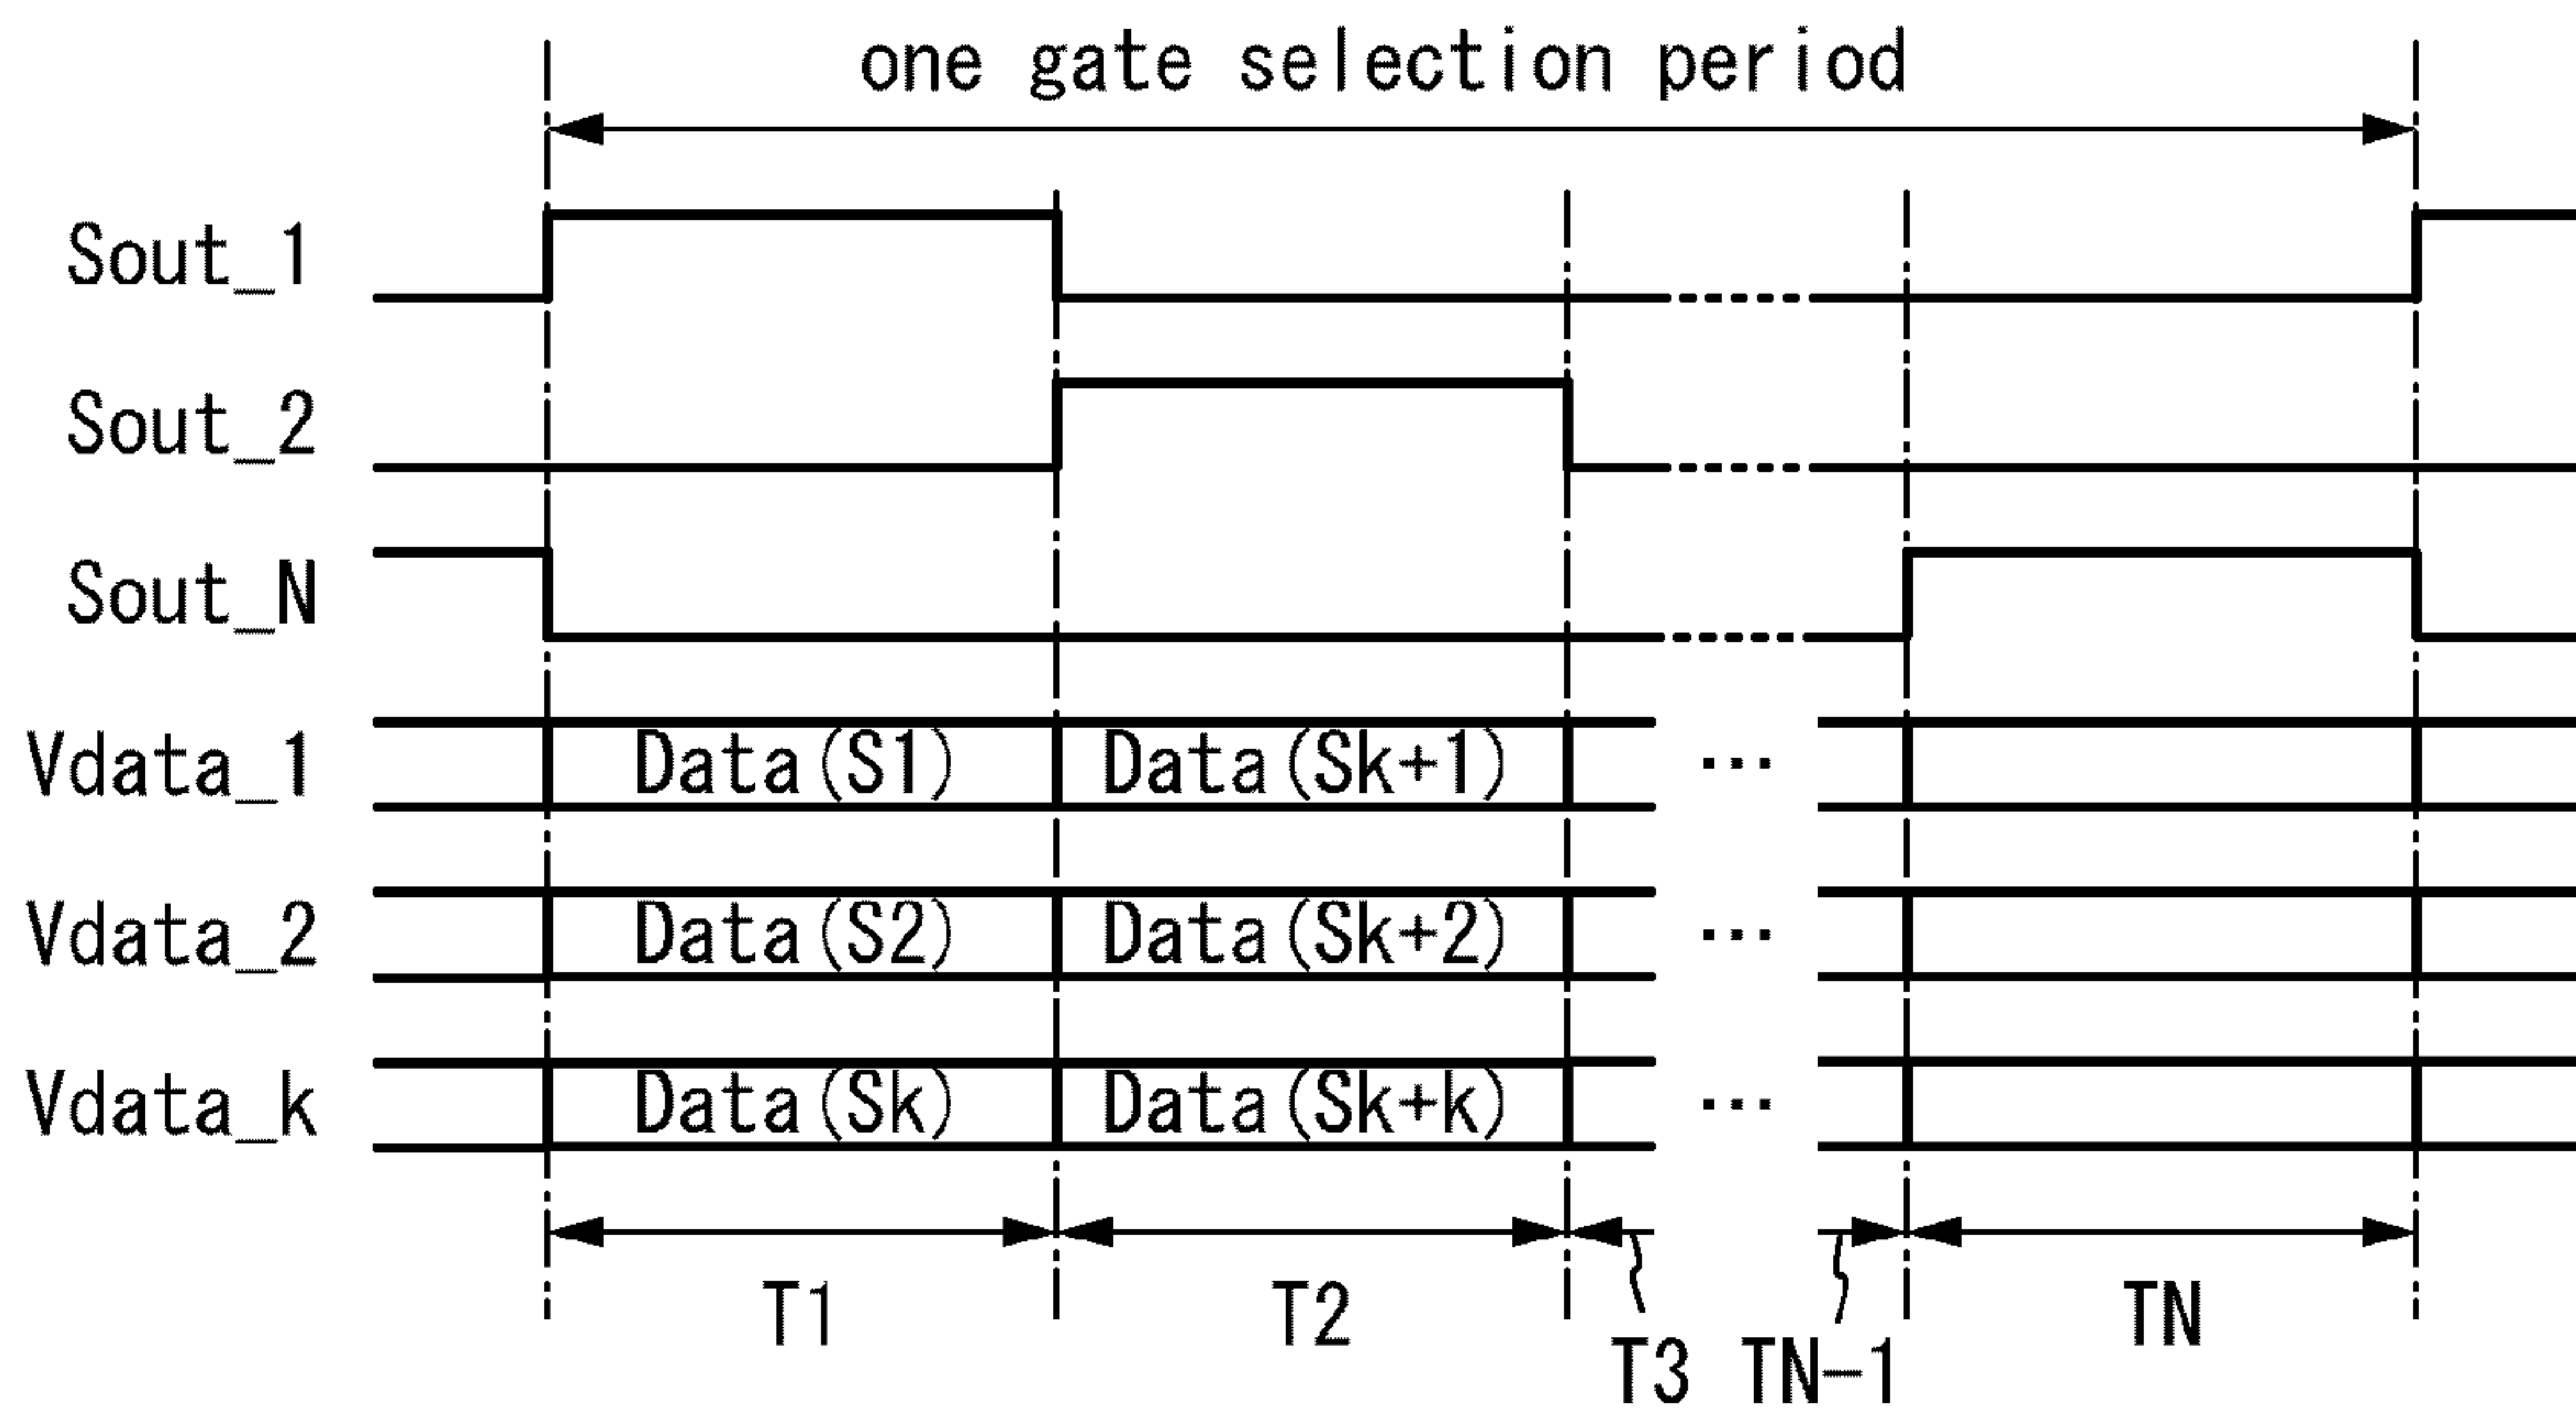 one gate selection period
Sout_1
Sout_2
Sout_N
Vdata_1 Data(S1) Data(Sk+1) ...
Vdata_2 Data(S2) Data(Sk+2) ...
Vdata_k Data(Sk) Data(Sk+k) ...
T1 T2 TN
T3 TN-1